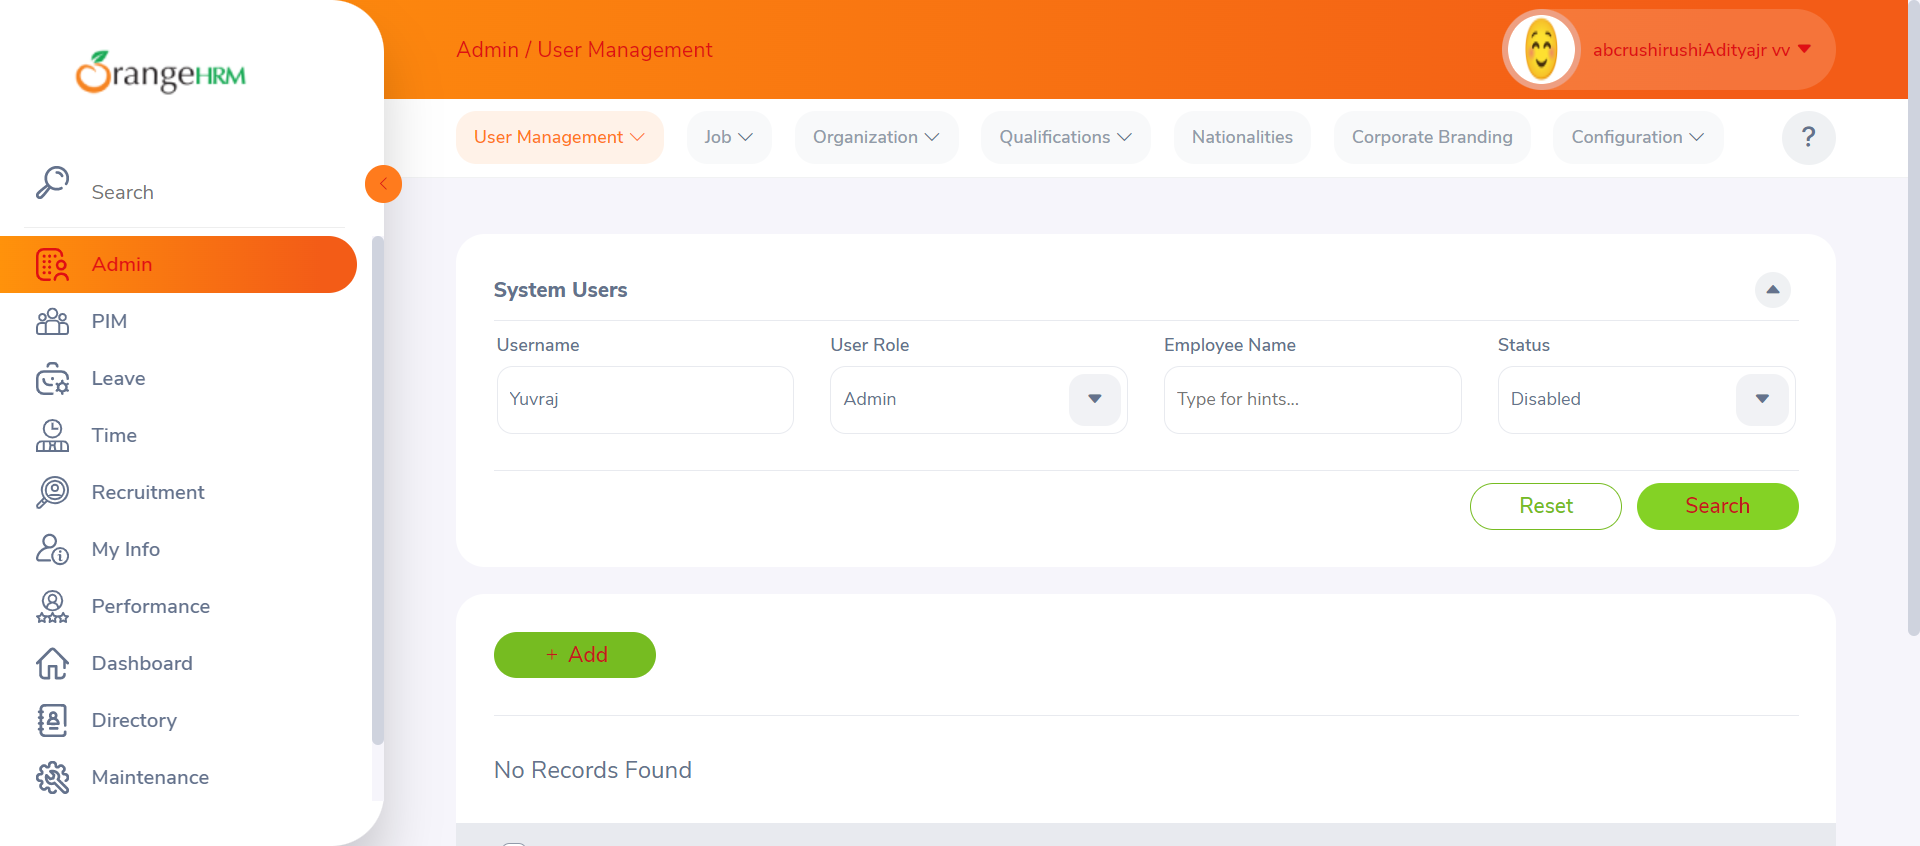 OrangeHRM
Search
Admin
PIM
Leave
Time
Recruitment
My Info
Performance
Dashboard
Directory
Maintenance
Admin / User Management
abcrushirushiAdityajr vv
User Management
Job
Organization
Qualifications
Nationalities
Corporate Branding
Configuration
?
System Users
Username
User Role
Employee Name
Status
Yuvraj
Admin
Type for hints...
Disabled
Reset
Search
+ Add
No Records Found